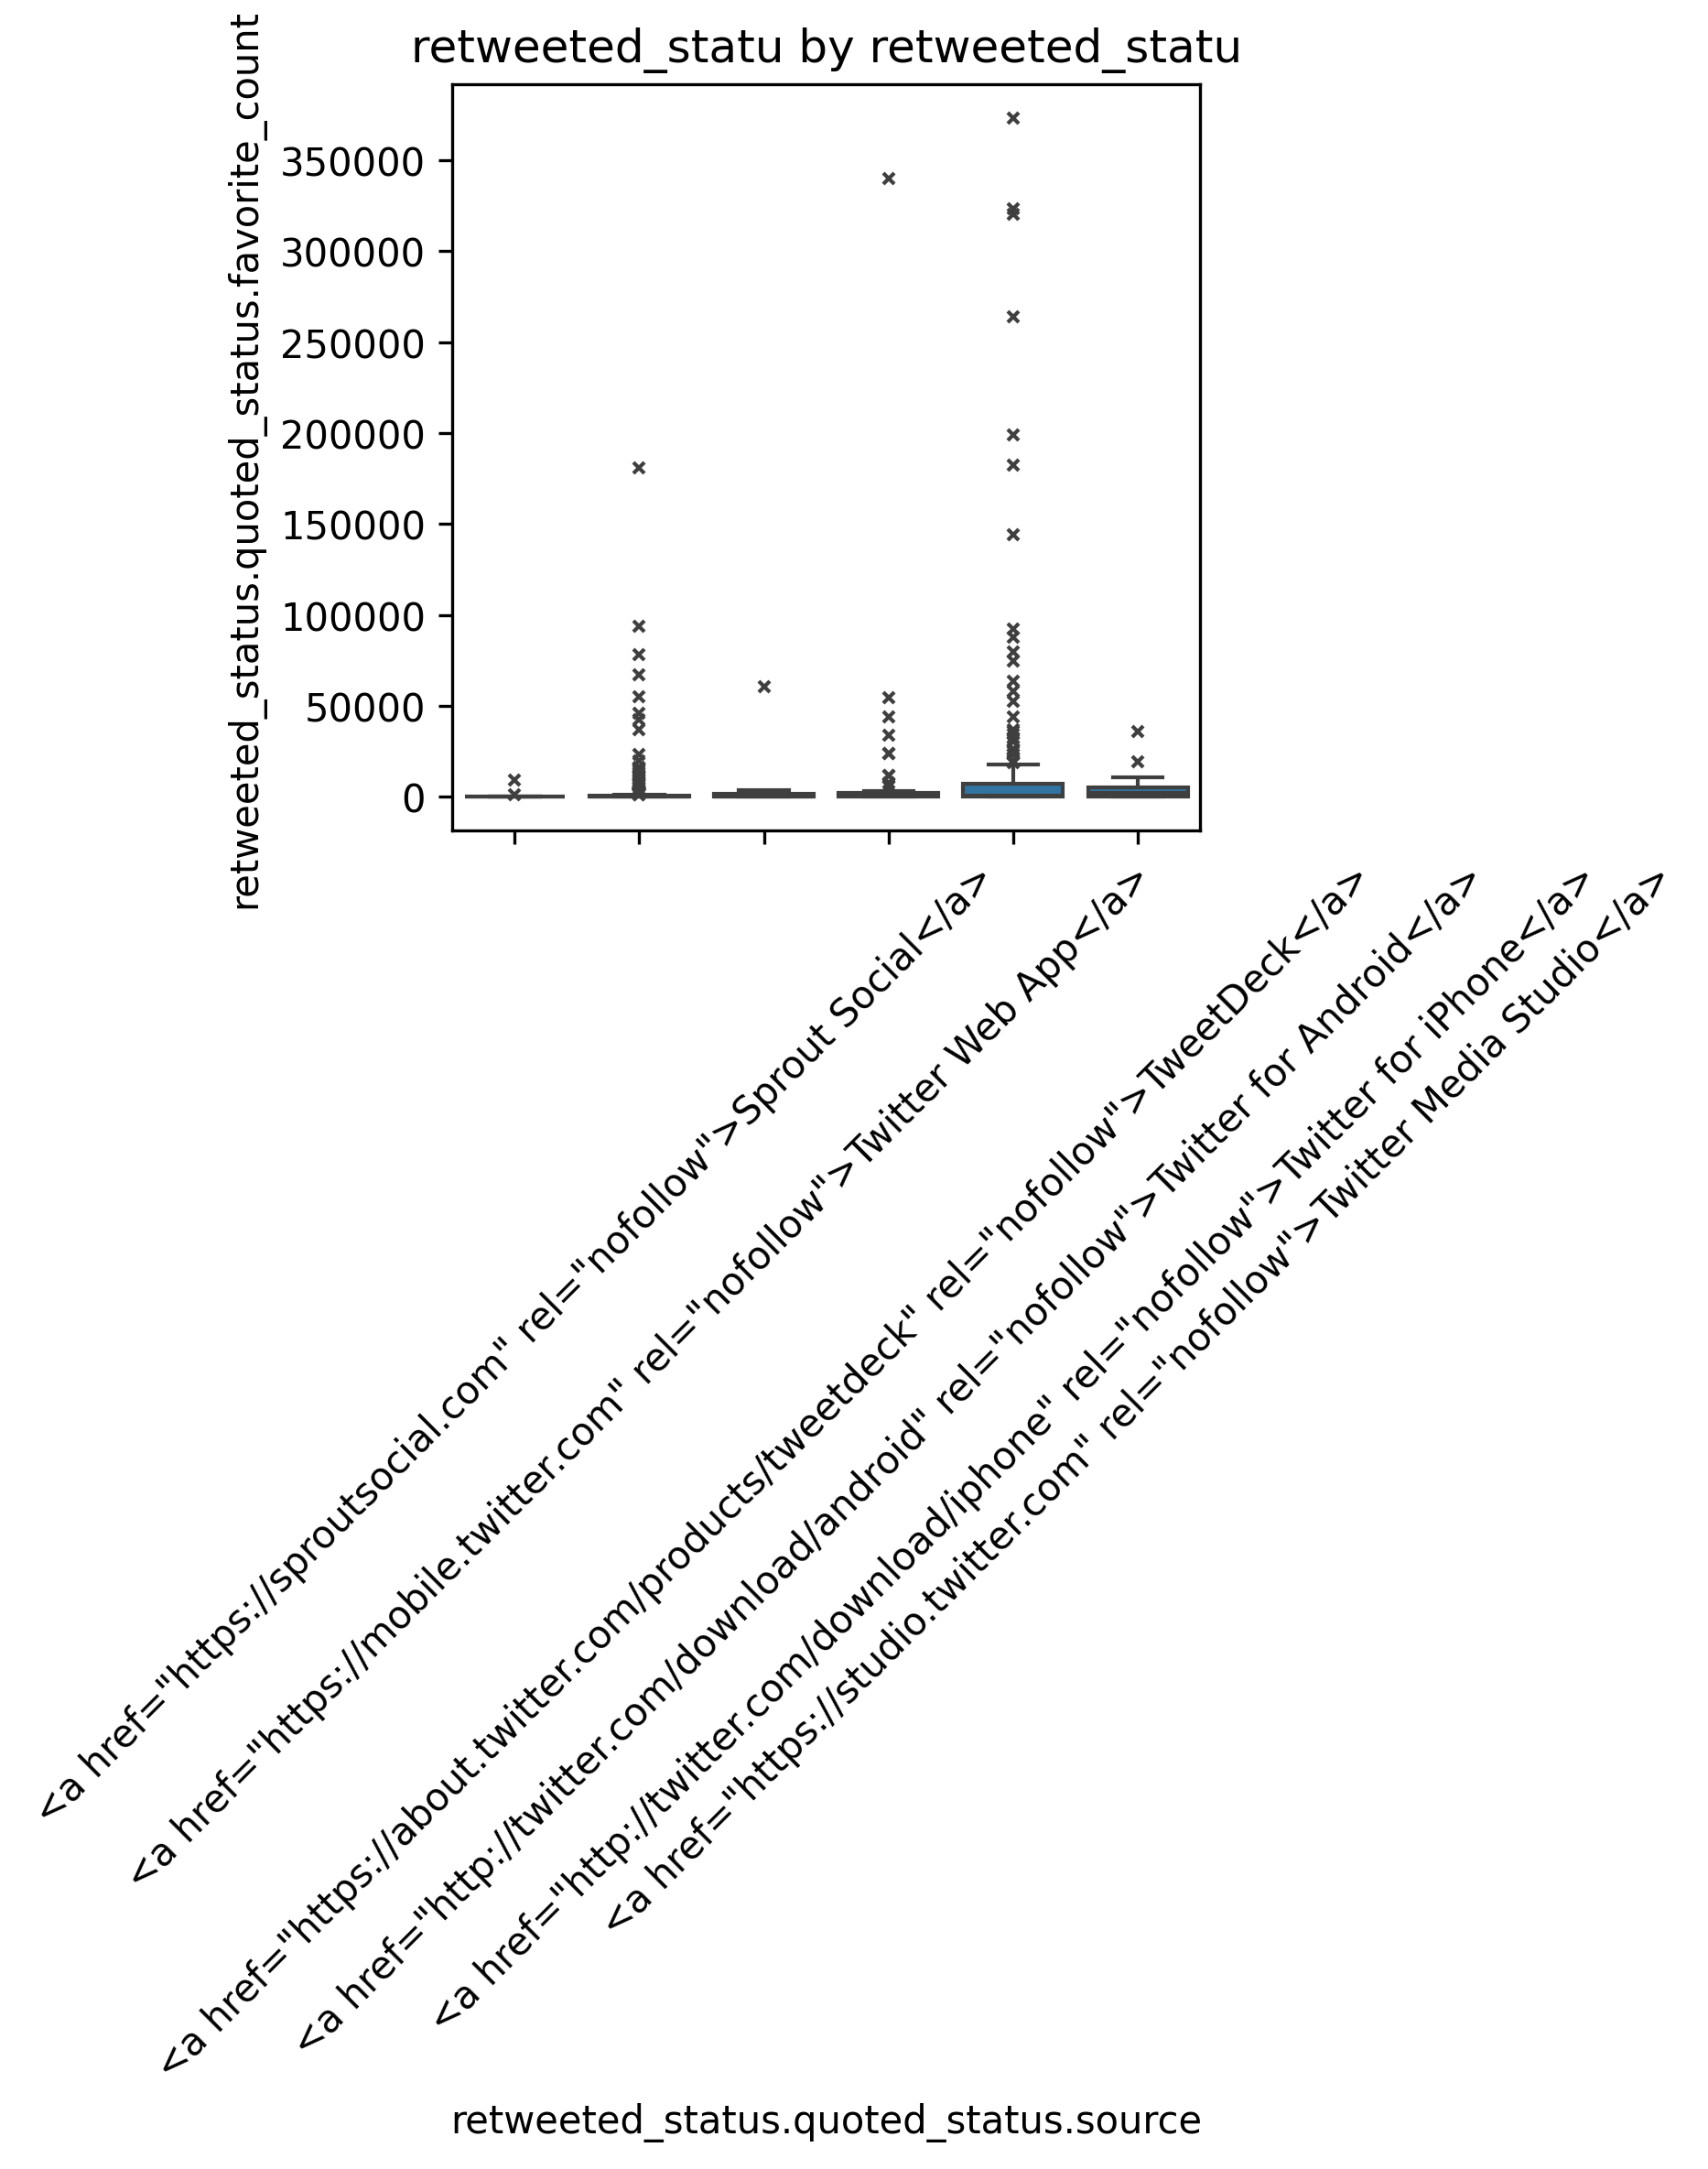 retweeted_statu by retweeted_statu
retweeted_status.quoted_status.favorite_count
350000
300000
250000
200000
150000
100000
50000
0
<a href="https://sproutsocial.com" rel="nofollow">Sprout Social</a>
<a href="https://mobile.twitter.com" rel="nofollow">Twitter Web App</a>
<a href="https://about.twitter.com/products/tweetdeck" rel="nofollow">TweetDeck</a>
<a href="http://twitter.com/download/android" rel="nofollow">Twitter for Android</a>
<a href="http://twitter.com/download/iphone" rel="nofollow">Twitter for iPhone</a>
<a href="https://studio.twitter.com" rel="nofollow">Twitter Media Studio</a>
retweeted_status.quoted_status.source